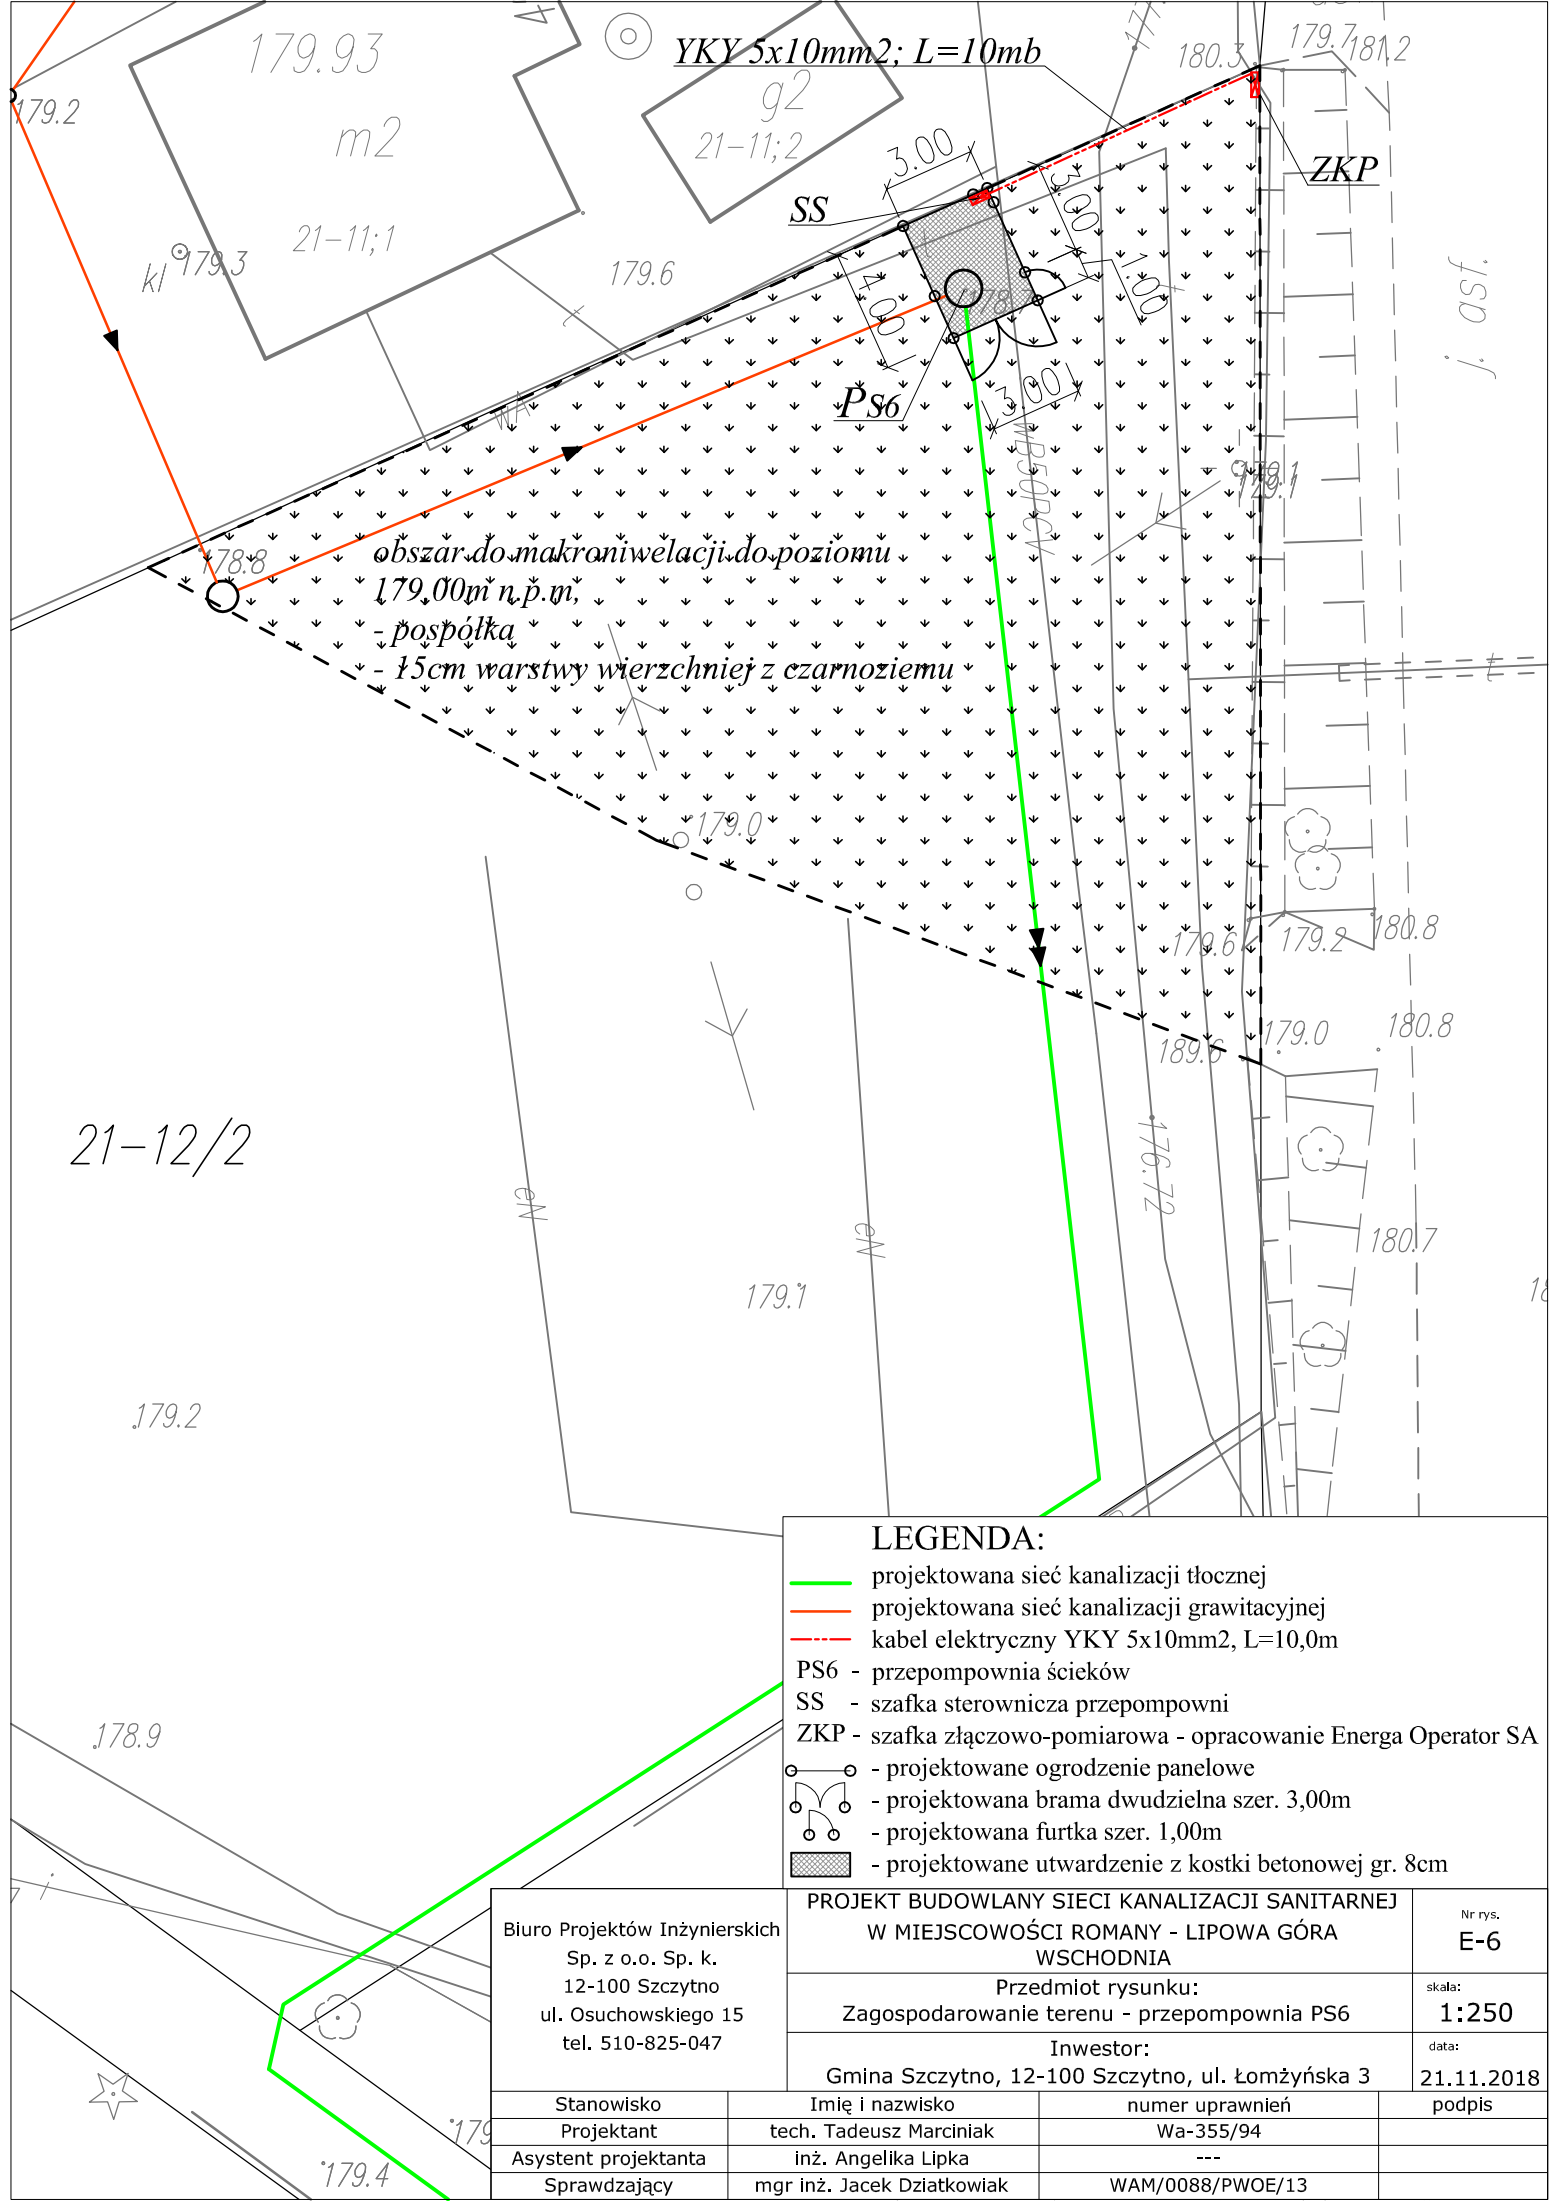 179.93
YKY 5x10mm2; L=10mb
180.3
179.7
181.2
179.2
m2
g2
21-11;2
3.00
ZKP
SS
3.00
21-11;1
kl
179.3
179.6
4.00
1.00
178.7
j. asf.
t
PS6
3.00
wA
179.1
179.1
178.8
obszar do makroniwelacji do poziomu
179,00m n.p.m,
- pospółka
- 15cm warstwy wierzchniej z czarnoziemu
t
179.0
179.6
179.2
180.8
189.6
179.0
180.8
21-12/2
176.72
eN
eN
180.7
179.1
179.2
178.9
LEGENDA:
projektowana sieć kanalizacji tłocznej
projektowana sieć kanalizacji grawitacyjnej
kabel elektryczny YKY 5x10mm2, L=10,0m
PS6 - przepompownia ścieków
SS - szafka sterownicza przepompowni
ZKP - szafka złączowo-pomiarowa - opracowanie Energa Operator SA
- projektowane ogrodzenie panelowe
- projektowana brama dwudzielna szer. 3,00m
- projektowana furtka szer. 1,00m
- projektowane utwardzenie z kostki betonowej gr. 8cm
Biuro Projektów Inżynierskich
Sp. z o.o. Sp. k.
12-100 Szczytno
ul. Osuchowskiego 15
tel. 510-825-047
PROJEKT BUDOWLANY SIECI KANALIZACJI SANITARNEJ
W MIEJSCOWOŚCI ROMANY - LIPOWA GÓRA
WSCHODNIA
Nr rys.
E-6
Przedmiot rysunku:
Zagospodarowanie terenu - przepompownia PS6
skala:
1:250
Inwestor:
Gmina Szczytno, 12-100 Szczytno, ul. Łomżyńska 3
data:
21.11.2018
Stanowisko Imię i nazwisko numer uprawnień podpis
Projektant tech. Tadeusz Marciniak Wa-355/94
Asystent projektanta inż. Angelika Lipka ---
Sprawdzający mgr inż. Jacek Dziatkowiak WAM/0088/PWOE/13
179.4